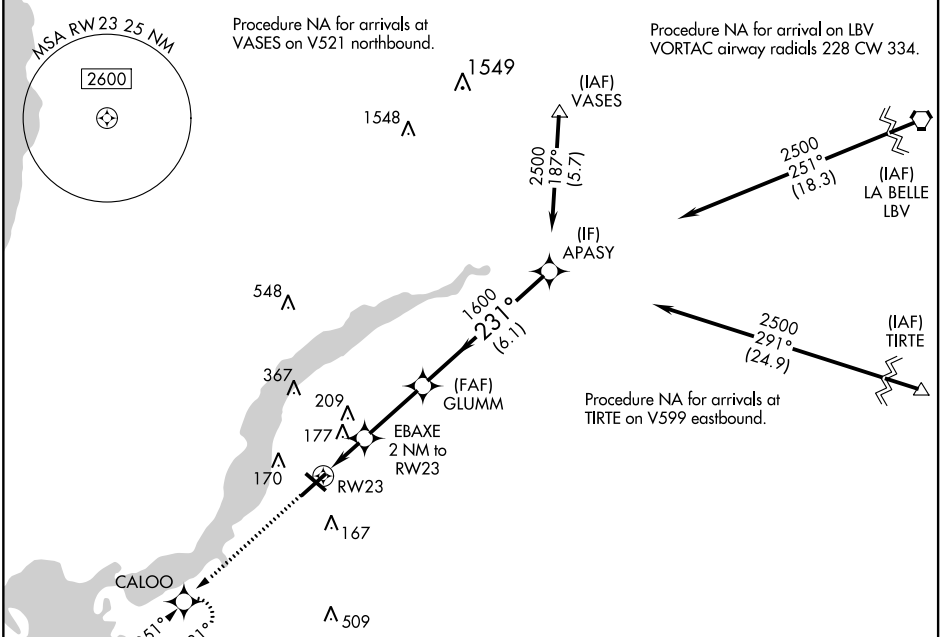 MSA RW23 25 NM
2600
Procedure NA for arrivals at
VASES on V521 northbound.
Procedure NA for arrival on LBV
VORTAC airway radials 228 CW 334.
1549
1548
(IAF)
VASES
2500
187°
(5.7)
2500
251°
(18.3)
(IAF)
LA BELLE
LBV
(IF)
APASY
548
1600
231°
(6.1)
2500
291°
(24.9)
(IAF)
TIRTE
367
(FAF)
GLUMM
209
177
EBAXE
2 NM to
RW23
Procedure NA for arrivals at
TIRTE on V599 eastbound.
170
RW23
167
CALOO
509